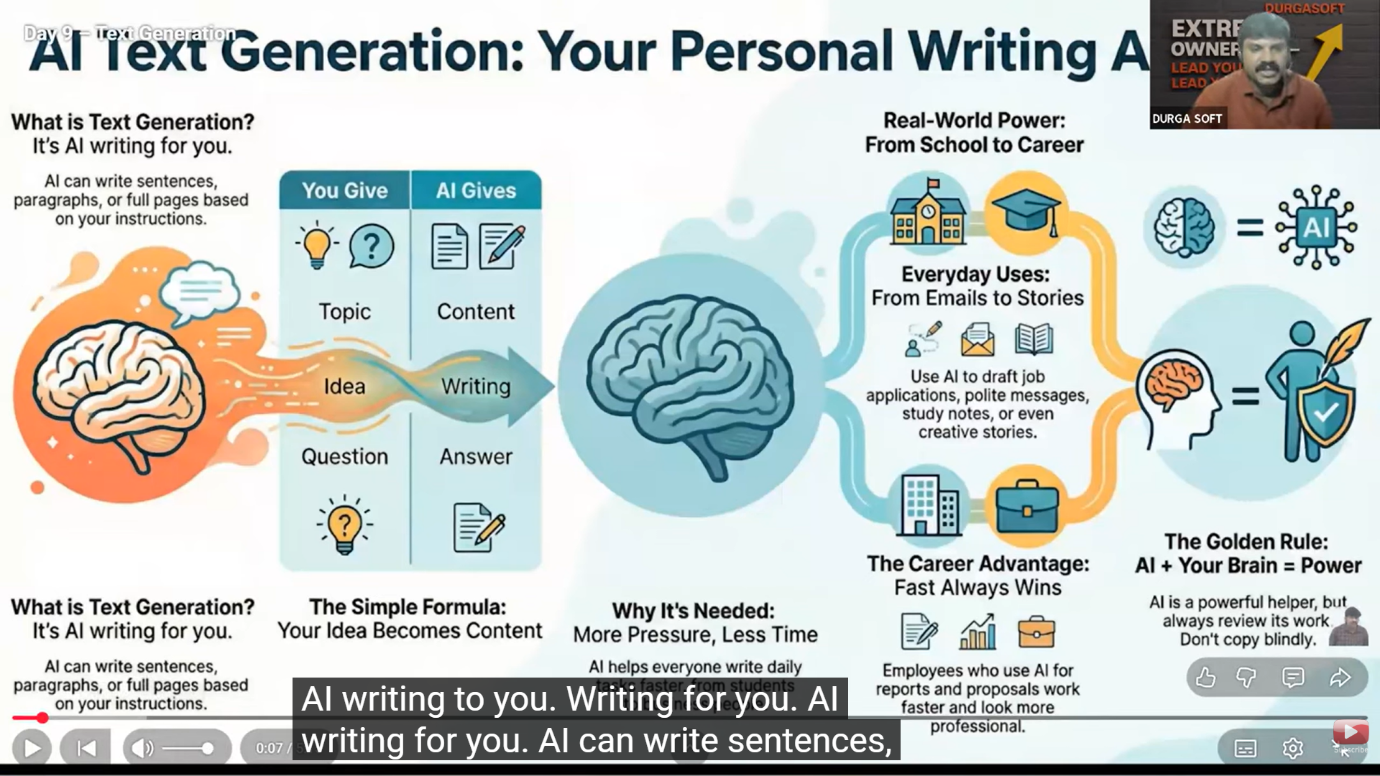 Day 9 – Text Generation
AI Text Generation: Your Personal Writing A
DURGASOFT
EXTRE
OWNER
LEAD YOU
LEAD
DURGA SOFT
What is Text Generation?
It's AI writing for you.
AI can write sentences,
paragraphs, or full pages based
on your instructions.
You Give
AI Gives
Topic
Content
Idea
Writing
Question
Answer
What is Text Generation?
It's AI writing for you.
AI can write sentences,
paragraphs, or full pages based
on your instructions.
The Simple Formula:
Your Idea Becomes Content
Why It's Needed:
More Pressure, Less Time
AI helps everyone write daily
tasks faster, from students
Real-World Power:
From School to Career
Everyday Uses:
From Emails to Stories
Use AI to draft job
applications, polite messages,
study notes, or even
creative stories.
The Career Advantage:
Fast Always Wins
Employees who use AI for
reports and proposals work
faster and look more
professional.
AI
The Golden Rule:
AI + Your Brain = Power
AI is a powerful helper, but
always review its work.
Don't copy blindly.
AI writing to you. Writing for you. AI
writing for you. AI can write sentences,
0:07 /
Subscribe